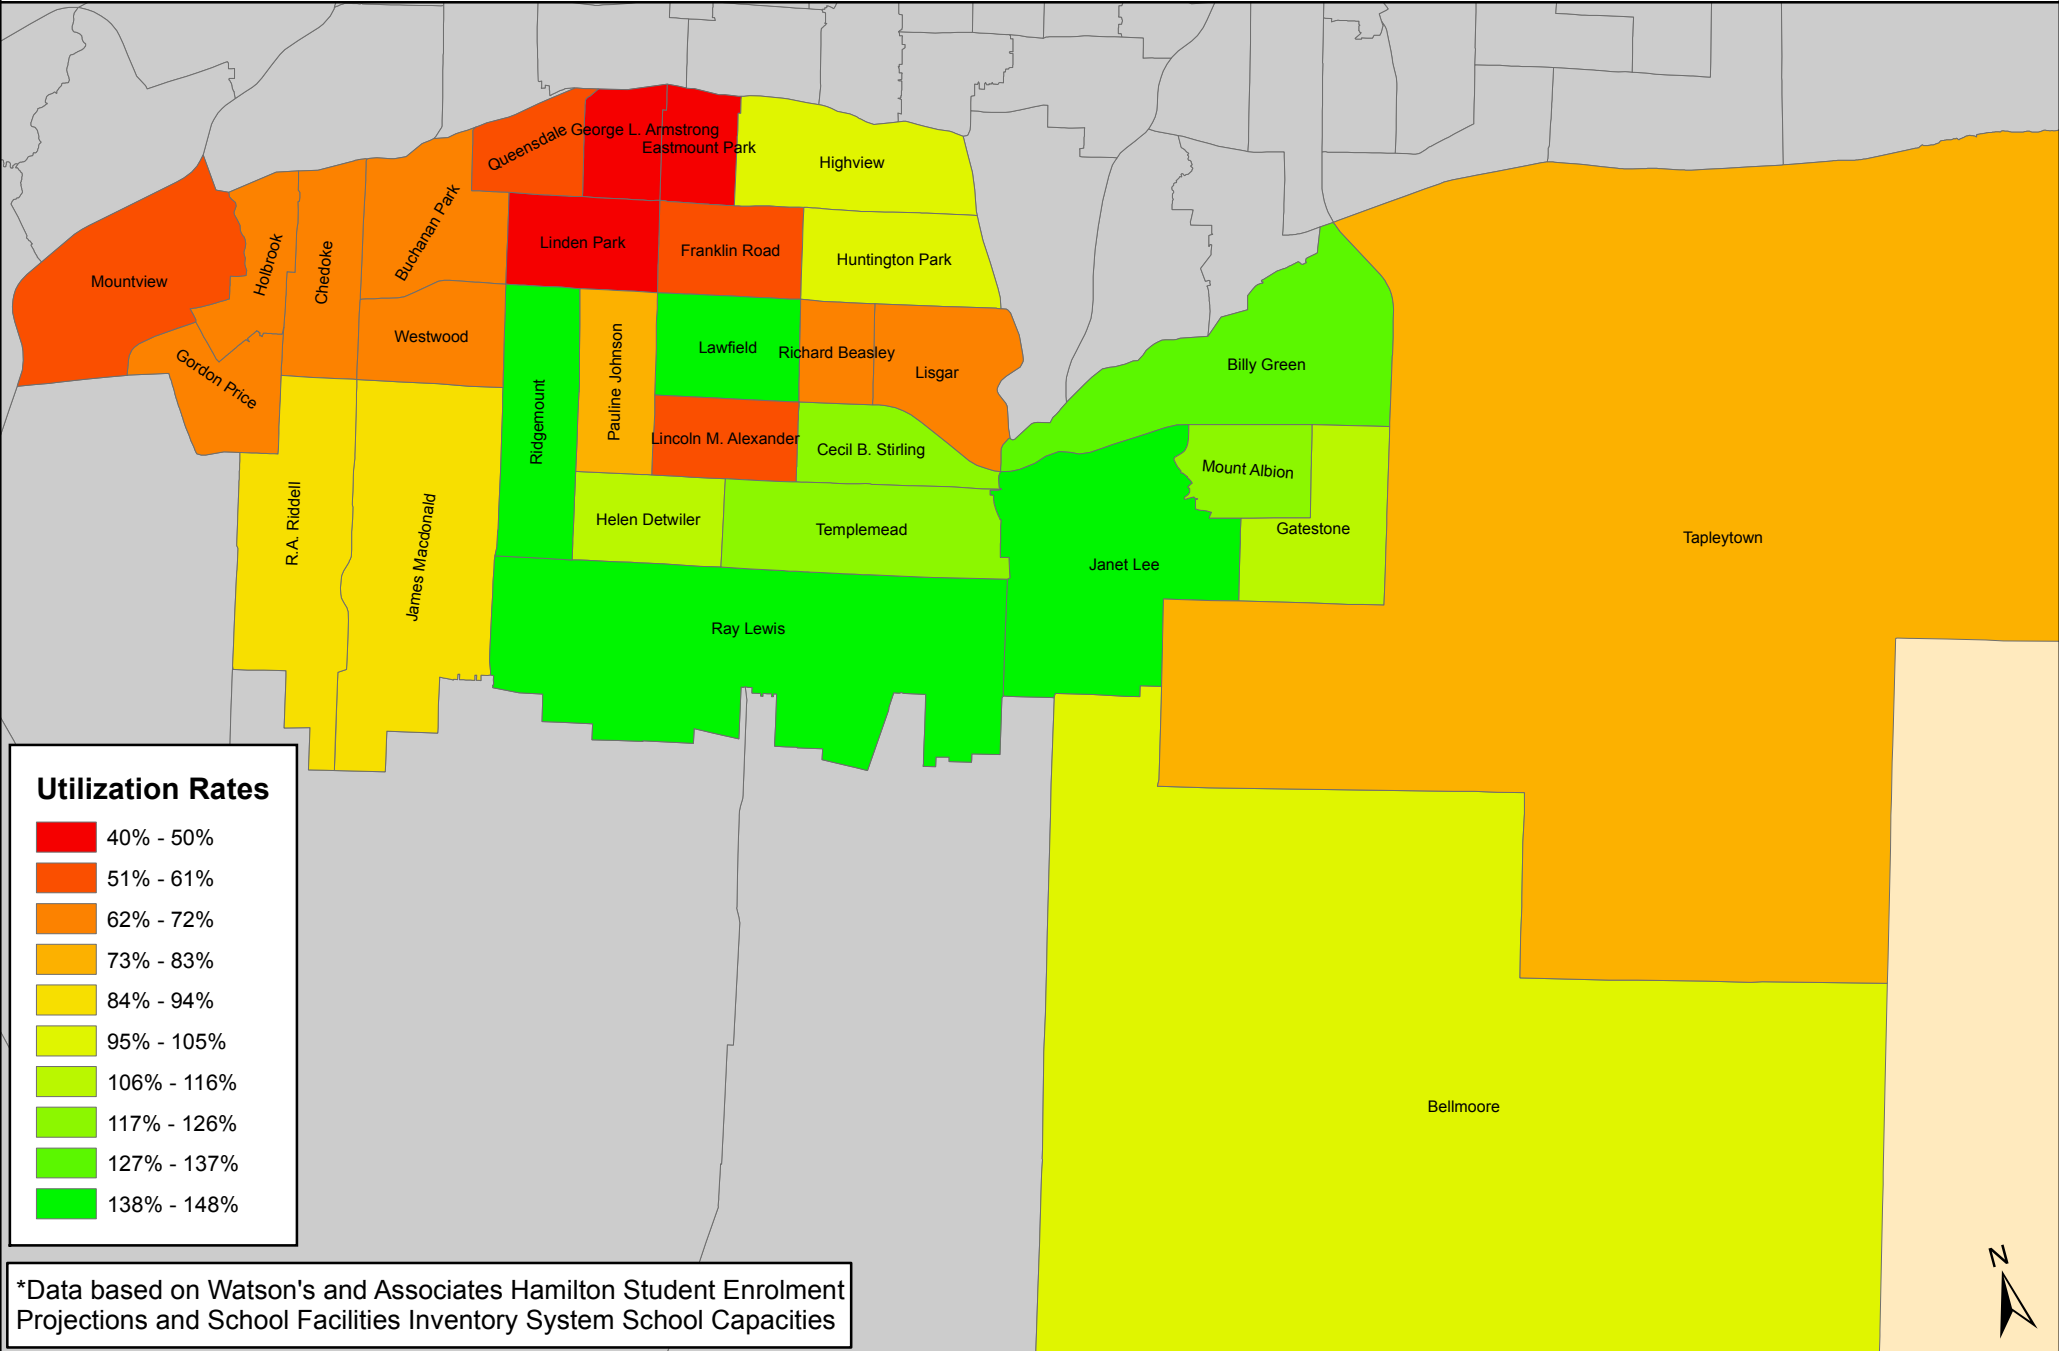 Queensdale
George L. Armstrong
Eastmount Park
Highview
Mountview
Holbrook
Chedoke
Buchanan Park
Linden Park
Franklin Road
Huntington Park
Gordon Price
Westwood
Ridgemount
Pauline Johnson
Lawfield
Richard Beasley
Lisgar
Billy Green
Lincoln M. Alexander
Cecil B. Stirling
Mount Albion
R.A. Riddell
James Macdonald
Helen Detwiler
Templemead
Janet Lee
Gatestone
Tapleytown
Ray Lewis
Bellmoore
Utilization Rates
40% - 50%
51% - 61%
62% - 72%
73% - 83%
84% - 94%
95% - 105%
106% - 116%
117% - 126%
127% - 137%
138% - 148%
N
*Data based on Watson's and Associates Hamilton Student Enrolment
Projections and School Facilities Inventory System School Capacities